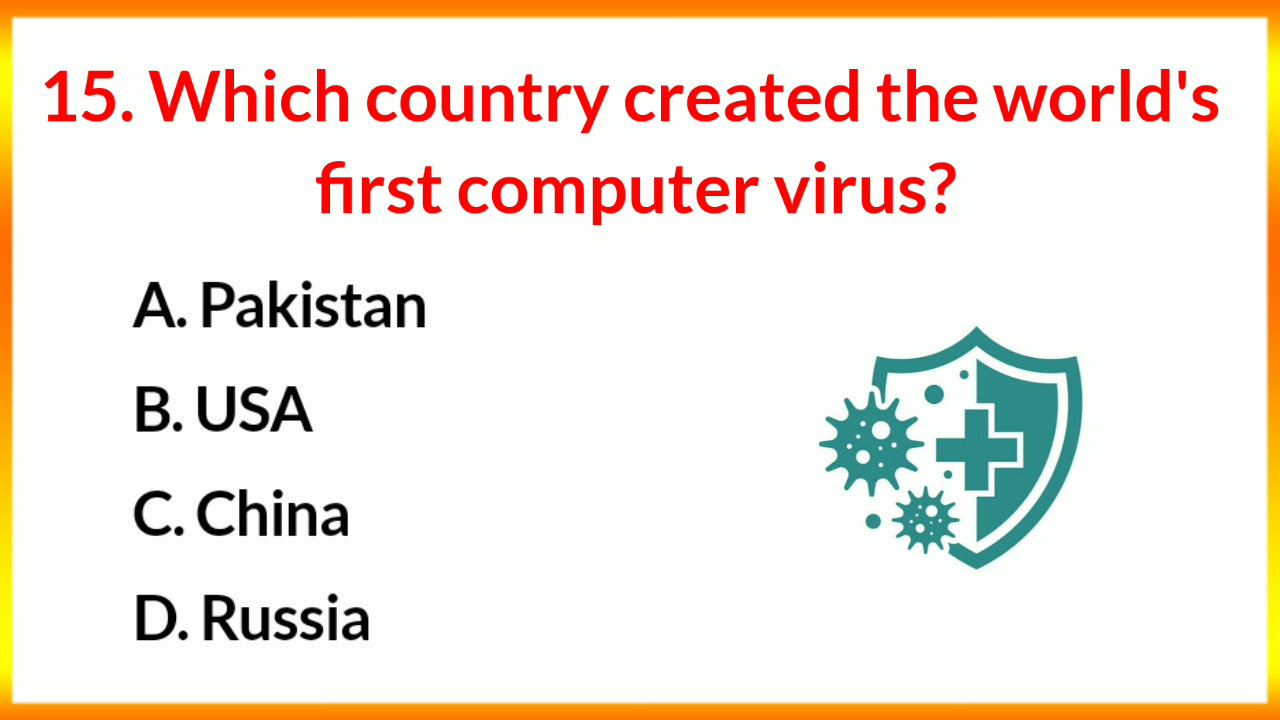 15. Which country created the world's
first computer virus?
A. Pakistan
B. USA
C. China
D. Russia